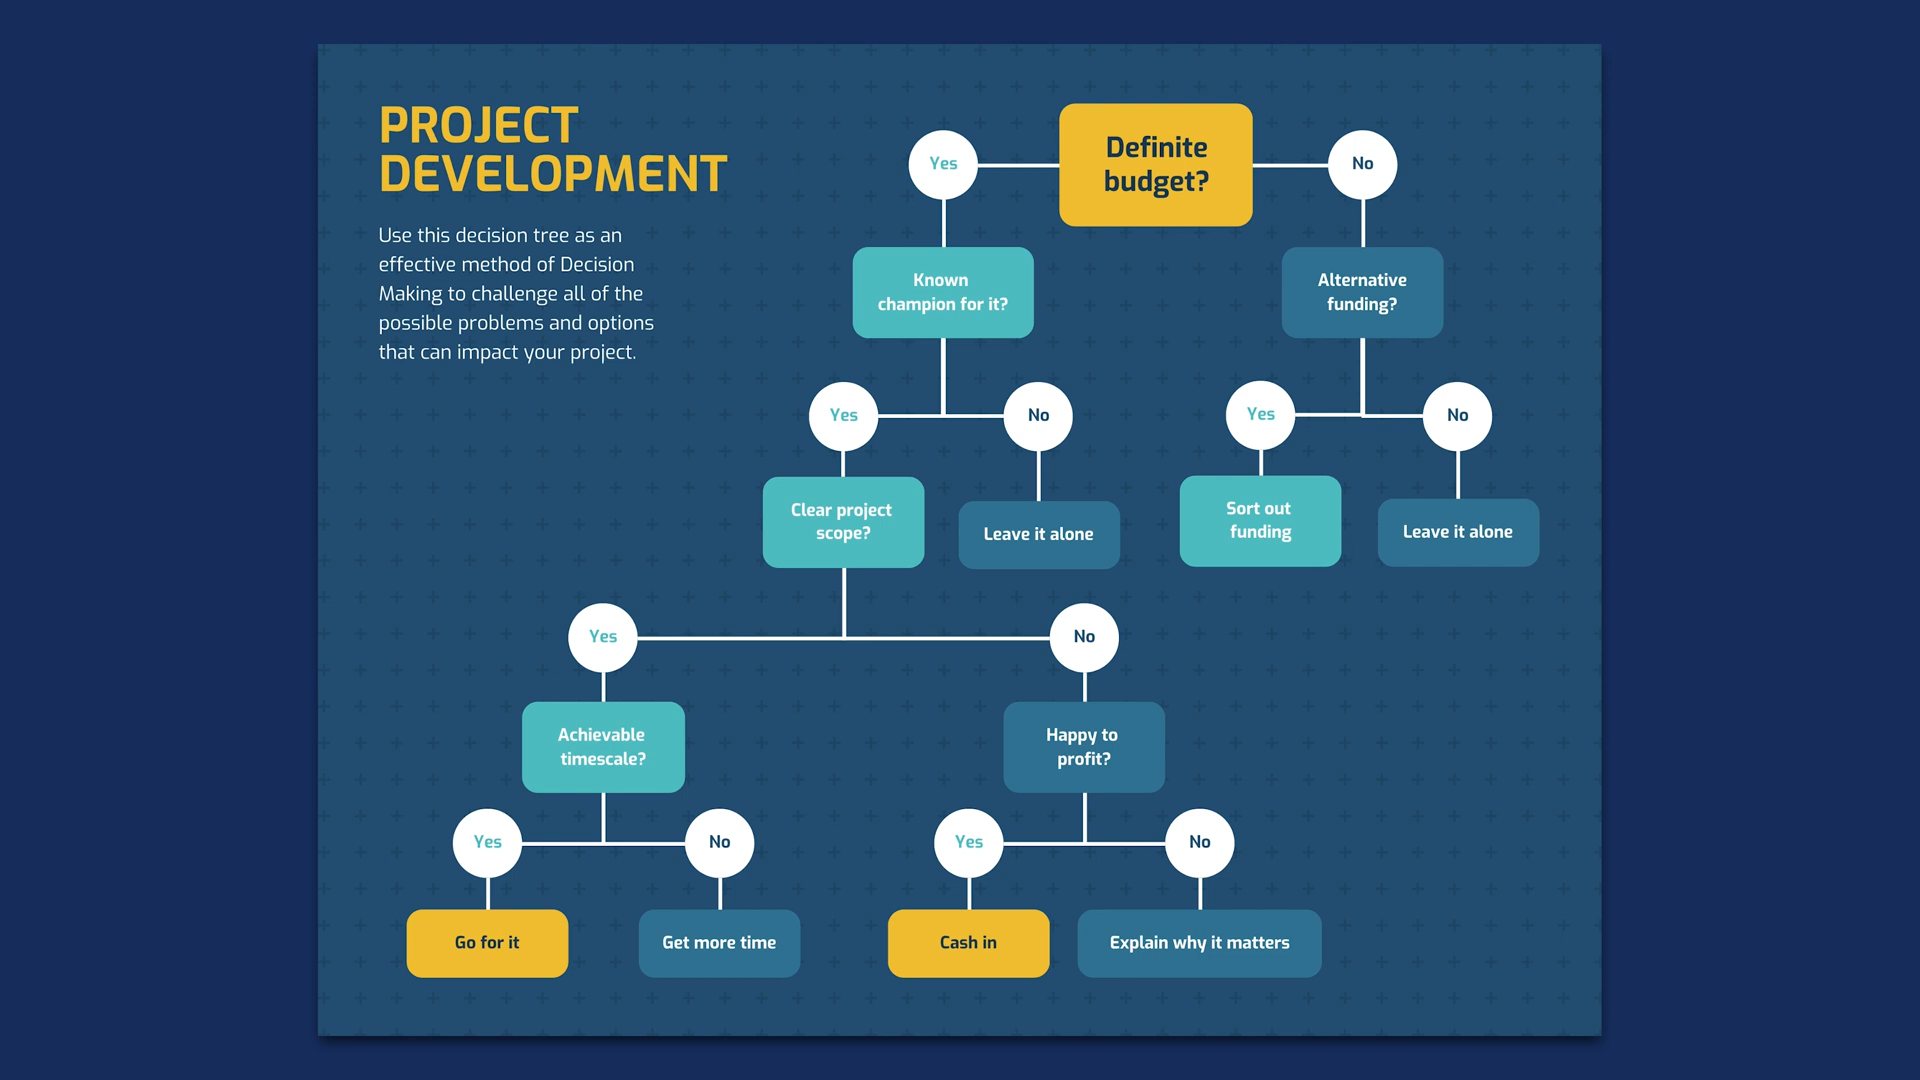 PROJECT
DEVELOPMENT
Use this decision tree as an
effective method of Decision
Making to challenge all of the
possible problems and options
that can impact your project.
Definite
budget?
Yes
No
Known
champion for it?
Alternative
funding?
Yes
No
Yes
No
Clear project
scope?
Leave it alone
Sort out
funding
Leave it alone
Yes
No
Achievable
timescale?
Happy to
profit?
Yes
No
Yes
No
Go for it
Get more time
Cash in
Explain why it matters